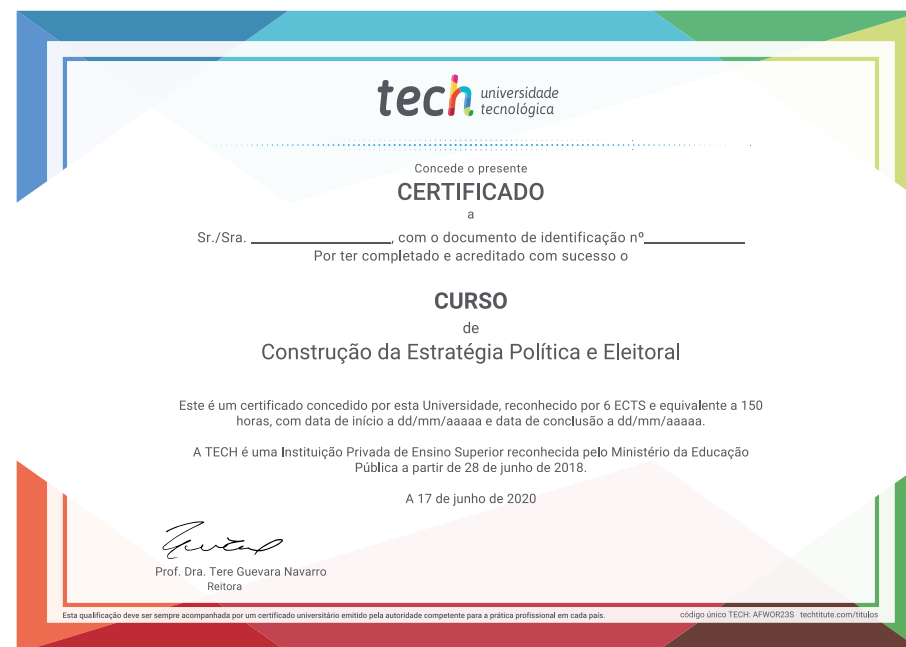 tech universidade
tecnológica
Concede o presente
CERTIFICADO
a
Sr./Sra. ____________________, com o documento de identificação nº______________
Por ter completado e acreditado com sucesso o
CURSO
de
Construção da Estratégia Política e Eleitoral
Este é um certificado concedido por esta Universidade, reconhecido por 6 ECTS e equivalente a 150
horas, com data de início a dd/mm/aaaaa e data de conclusão a dd/mm/aaaaa.
A TECH é uma Instituição Privada de Ensino Superior reconhecida pelo Ministério da Educação
Pública a partir de 28 de junho de 2018.
A 17 de junho de 2020
Prof. Dra. Tere Guevara Navarro
Reitora
Esta qualificação deve ser sempre acompanhada por um certificado universitário emitido pela autoridade competente para a prática profissional em cada país.
código único TECH: AFWOR23S techtitute.com/titulos